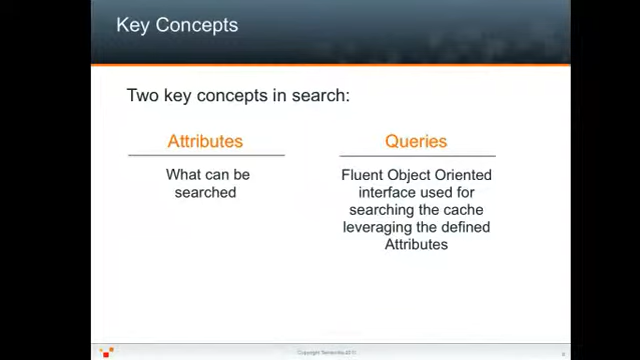 Key Concepts
Two key concepts in search:
Attributes
What can be
searched
Queries
Fluent Object Oriented
interface used for
searching the cache
leveraging the defined
Attributes